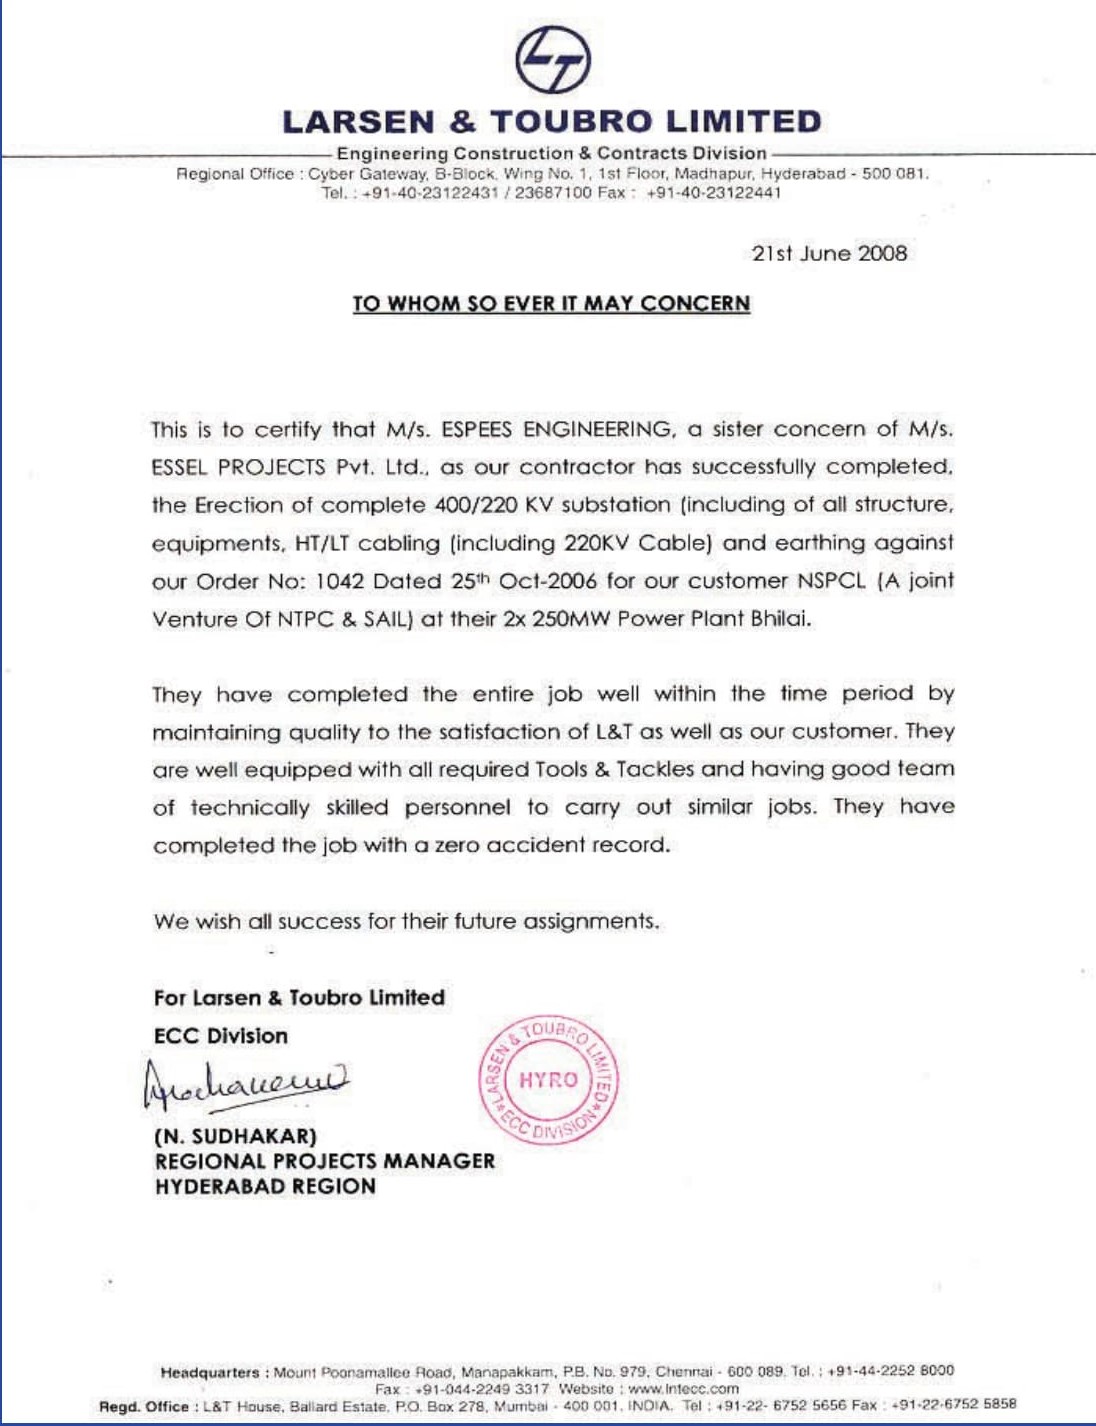 LT
LARSEN & TOUBRO LIMITED
Engineering Construction & Contracts Division
Regional Office : Cyber Gateway, B-Block, Wing No. 1, 1st Floor, Madhapur, Hyderabad - 500 081.
Tel. : +91-40-23122431 / 23687100 Fax : +91-40-23122441
21st June 2008
TO WHOM SO EVER IT MAY CONCERN
This is to certify that M/s. ESPEES ENGINEERING, a sister concern of M/s.
ESSEL PROJECTS Pvt. Ltd., as our contractor has successfully completed,
the Erection of complete 400/220 KV substation (including of all structure,
equipments, HT/LT cabling (including 220KV Cable) and earthing against
our Order No: 1042 Dated 25th Oct-2006 for our customer NSPCL (A joint
Venture Of NTPC & SAIL) at their 2x 250MW Power Plant Bhilai.
They have completed the entire job well within the time period by
maintaining quality to the satisfaction of L&T as well as our customer. They
are well equipped with all required Tools & Tackles and having good team
of technically skilled personnel to carry out similar jobs. They have
completed the job with a zero accident record.
We wish all success for their future assignments.
For Larsen & Toubro Limited
ECC Division
LARSEN & TOUBRO LIMITED
HYRO
★ ECC DIVISION ★
(N. SUDHAKAR)
REGIONAL PROJECTS MANAGER
HYDERABAD REGION
Headquarters : Mount Poonamallee Road, Manapakkam, P.B. No. 979, Chennai - 600 089. Tel. : +91-44-2252 8000
Fax : +91-044-2249 3317 Website : www.lntecc.com
Regd. Office : L&T House, Ballard Estate, P.O. Box 278, Mumbai - 400 001, INDIA. Tel : +91-22- 6752 5656 Fax : +91-22-6752 5858